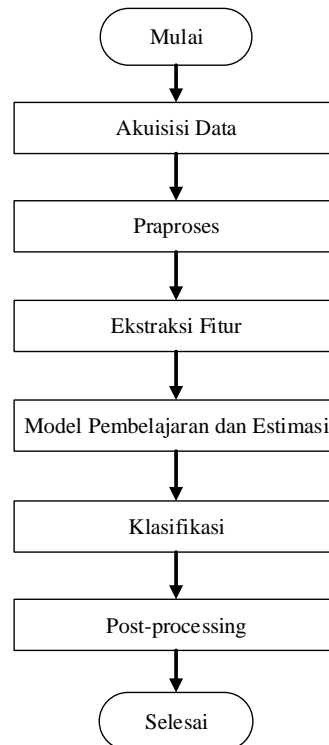 Mulai
Akuisisi Data
Praproses
Ekstraksi Fitur
Model Pembelajaran dan Estimasi
Klasifikasi
Post-processing
Selesai